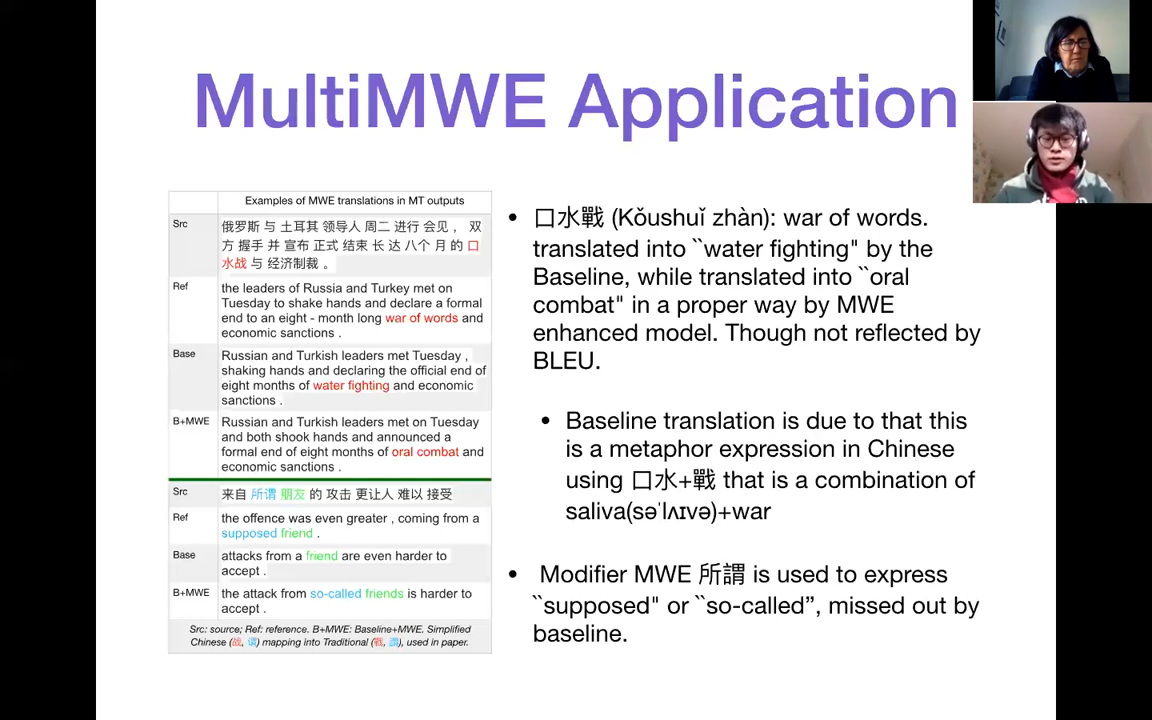 MultiMWE Application
Examples of MWE translations in MT outputs
Src
俄罗斯 与 土耳其 领导人 周二 进行 会见 ， 双
方 握手 并 宣布 正式 结束 长 达 八个 月 的 口
水战 与 经济制裁 。
Ref
the leaders of Russia and Turkey met on
Tuesday to shake hands and declare a formal
end to an eight - month long war of words and
economic sanctions .
Base
Russian and Turkish leaders met Tuesday ,
shaking hands and declaring the official end of
eight months of water fighting and economic
sanctions .
B+MWE
Russian and Turkish leaders met on Tuesday
and both shook hands and announced a
formal end of eight months of oral combat and
economic sanctions .
Src
来自 所谓 朋友 的 攻击 更让人 难以 接受
Ref
the offence was even greater , coming from a
supposed friend .
Base
attacks from a friend are even harder to
accept .
B+MWE
the attack from so-called friends is harder to
accept .
Src: source; Ref: reference. B+MWE: Baseline+MWE. Simplified
Chinese (战, 谓) mapping into Traditional (戰, 謂), used in paper.
• 口水戰 (Kǒushuǐ zhàn): war of words.
translated into ``water fighting" by the
Baseline, while translated into ``oral
combat" in a proper way by MWE
enhanced model. Though not reflected by
BLEU.
• Baseline translation is due to that this
is a metaphor expression in Chinese
using 口水+戰 that is a combination of
saliva(səˈlʌɪvə)+war
• Modifier MWE 所謂 is used to express
``supposed" or ``so-called”, missed out by
baseline.